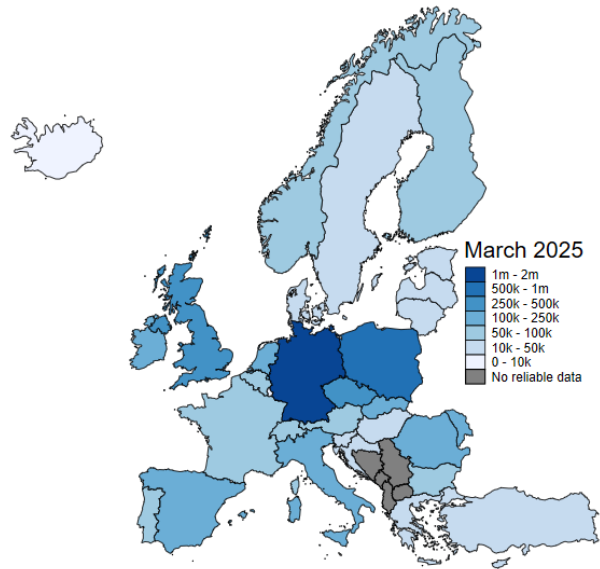 March 2025
1m - 2m
500k - 1m
250k - 500k
100k - 250k
50k - 100k
10k - 50k
0 - 10k
No reliable data